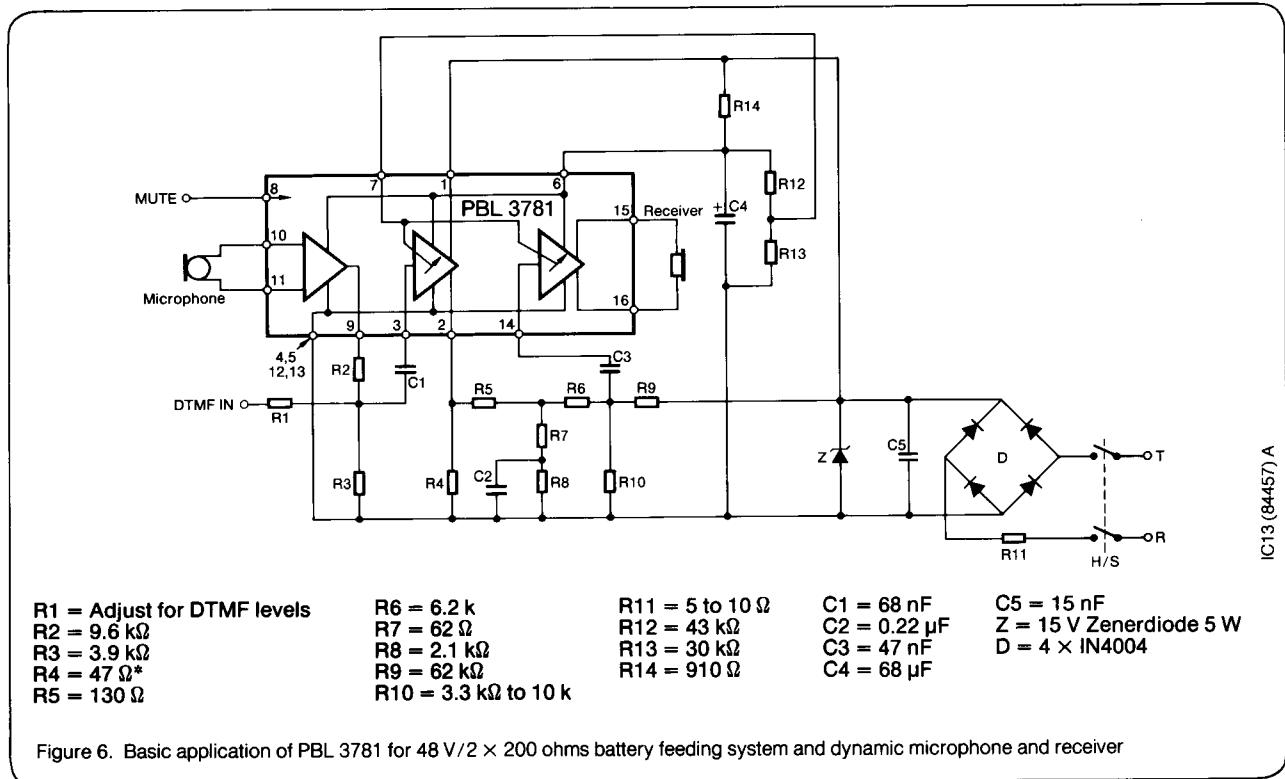 R14
7
1
6
R12
MUTE
8
PBL 3781
15
Receiver
C4
+
R13
10
11
Microphone
16
9
3
2
14
4,5
12,13
R2
C1
C3
R5
R6
R9
DTMF IN
R1
R7
Z
C5
D
T
R3
R4
C2
R8
R10
R11
R
H/S
IC13 (84457) A
R1 = Adjust for DTMF levels
R2 = 9.6 kΩ
R3 = 3.9 kΩ
R4 = 47 Ω*
R5 = 130 Ω
R6 = 6.2 k
R7 = 62 Ω
R8 = 2.1 kΩ
R9 = 62 kΩ
R10 = 3.3 kΩ to 10 k
R11 = 5 to 10 Ω
R12 = 43 kΩ
R13 = 30 kΩ
R14 = 910 Ω
C1 = 68 nF
C2 = 0.22 µF
C3 = 47 nF
C4 = 68 µF
C5 = 15 nF
Z = 15 V Zenerdiode 5 W
D = 4 × IN4004
Figure 6. Basic application of PBL 3781 for 48 V/2 × 200 ohms battery feeding system and dynamic microphone and receiver